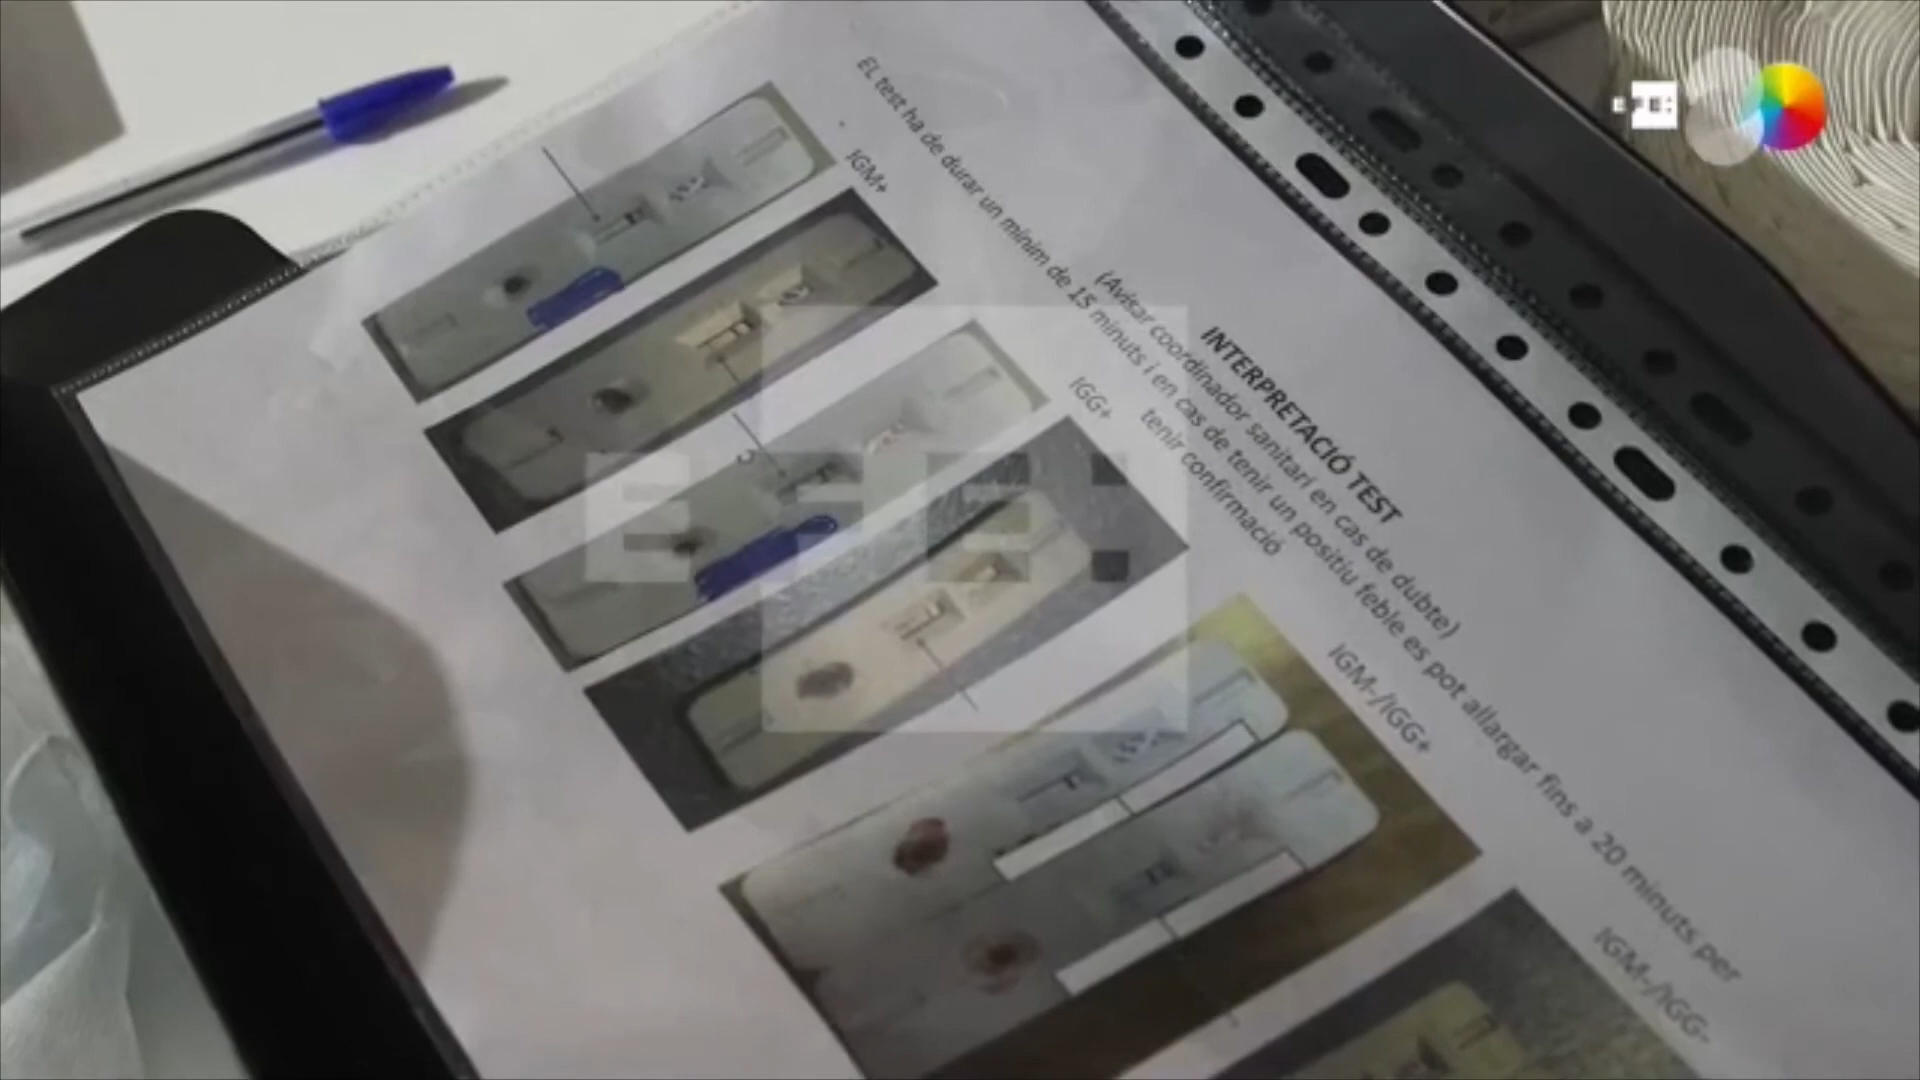 INTERPRETACIÓ TEST
(Avisar coordinador sanitari en cas de dubte)
EL test ha de durar un mínim de 15 minuts i en cas de tenir un positiu feble es pot allargar fins a 20 minuts per
tenir confirmació
IGM+
IGG+
IGM-/IGG+
IGM-/IGG-
EFE:
EFE: